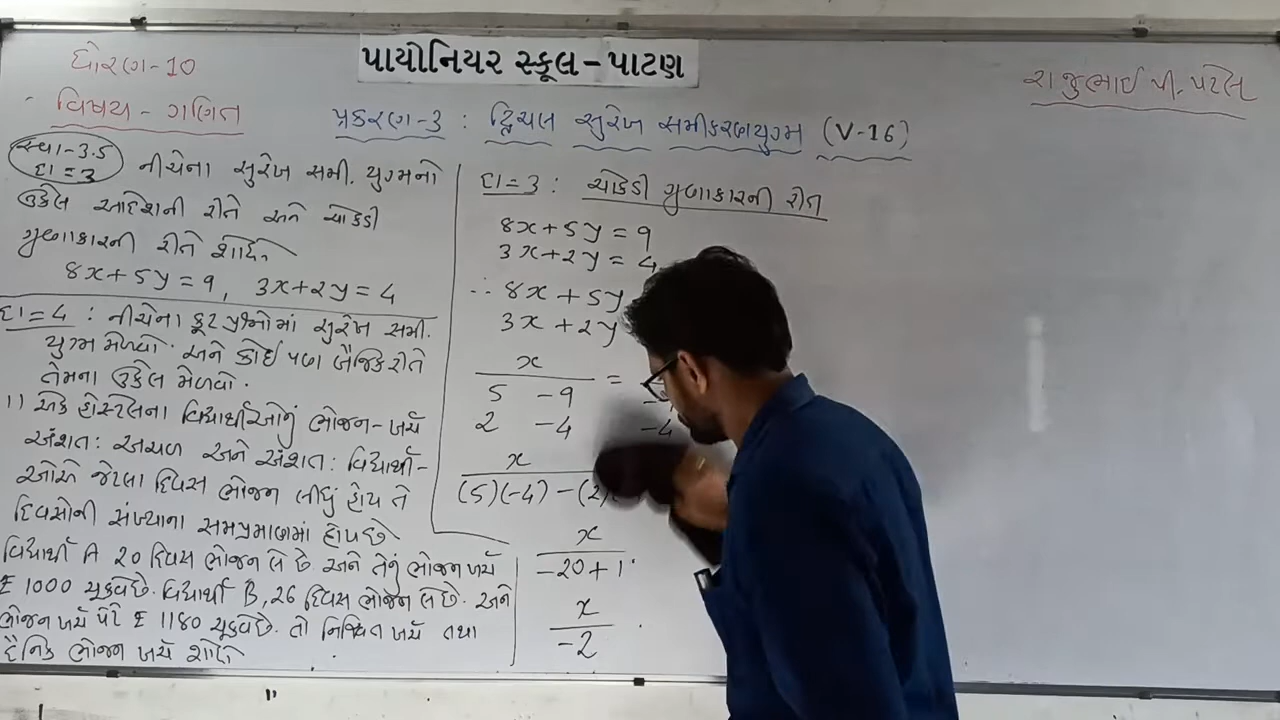 પાયોનિયર સ્કૂલ - પાટણ
ધોરણ-10
વિષય - ગણિત
રાજુભાઈ પી. પટેલ
પ્રકરણ-3 : દ્વિચલ સુરેખ સમીકરણયુગ્મ (V-16)
સ્વા-3.5
દા=3
નીચેના સુરેખ સમી. યુગ્મનો
ઉકેલ આદેશની રીતે અને ચોકડી
ગુણાકારની રીતે શોધો.
8x+5y=9, 3x+2y=4
દા=4 : નીચેના કૂટ પ્રશ્નોમાં સુરેખ સમી.
યુગ્મ મેળવો. અને કોઈ પણ બૈજિક રીતે
તેમના ઉકેલ મેળવો.
1) એક હોસ્ટેલના વિદ્યાર્થીઓનું ભોજન-ખર્ચ
અંશતઃ અચળ અને અંશતઃ વિદ્યાર્થી-
ઓએ જેટલા દિવસ ભોજન લીધું હોય તે
દિવસોની સંખ્યાના સમપ્રમાણમાં હોય છે
વિદ્યાર્થી A 20 દિવસ ભોજન લે છે. અને તેનું ભોજન ખર્ચ
₹ 1000 ચૂકવે છે. વિદ્યાર્થી B, 26 દિવસ ભોજન લે છે. અને
ભોજન ખર્ચ પેટે ₹ 1180 ચૂકવે છે. તો નિશ્ચિત ખર્ચ તથા
દૈનિક ભોજન ખર્ચ શોધો
દા=3 : ચોકડી ગુણાકારની રીત
8x+5y=9
3x+2y=4
∴ 8x+5y
3x+2y
x
5 -9 =
2 -4 -4
x
(5)(-4) - (2)
x
-20+1
x
-2